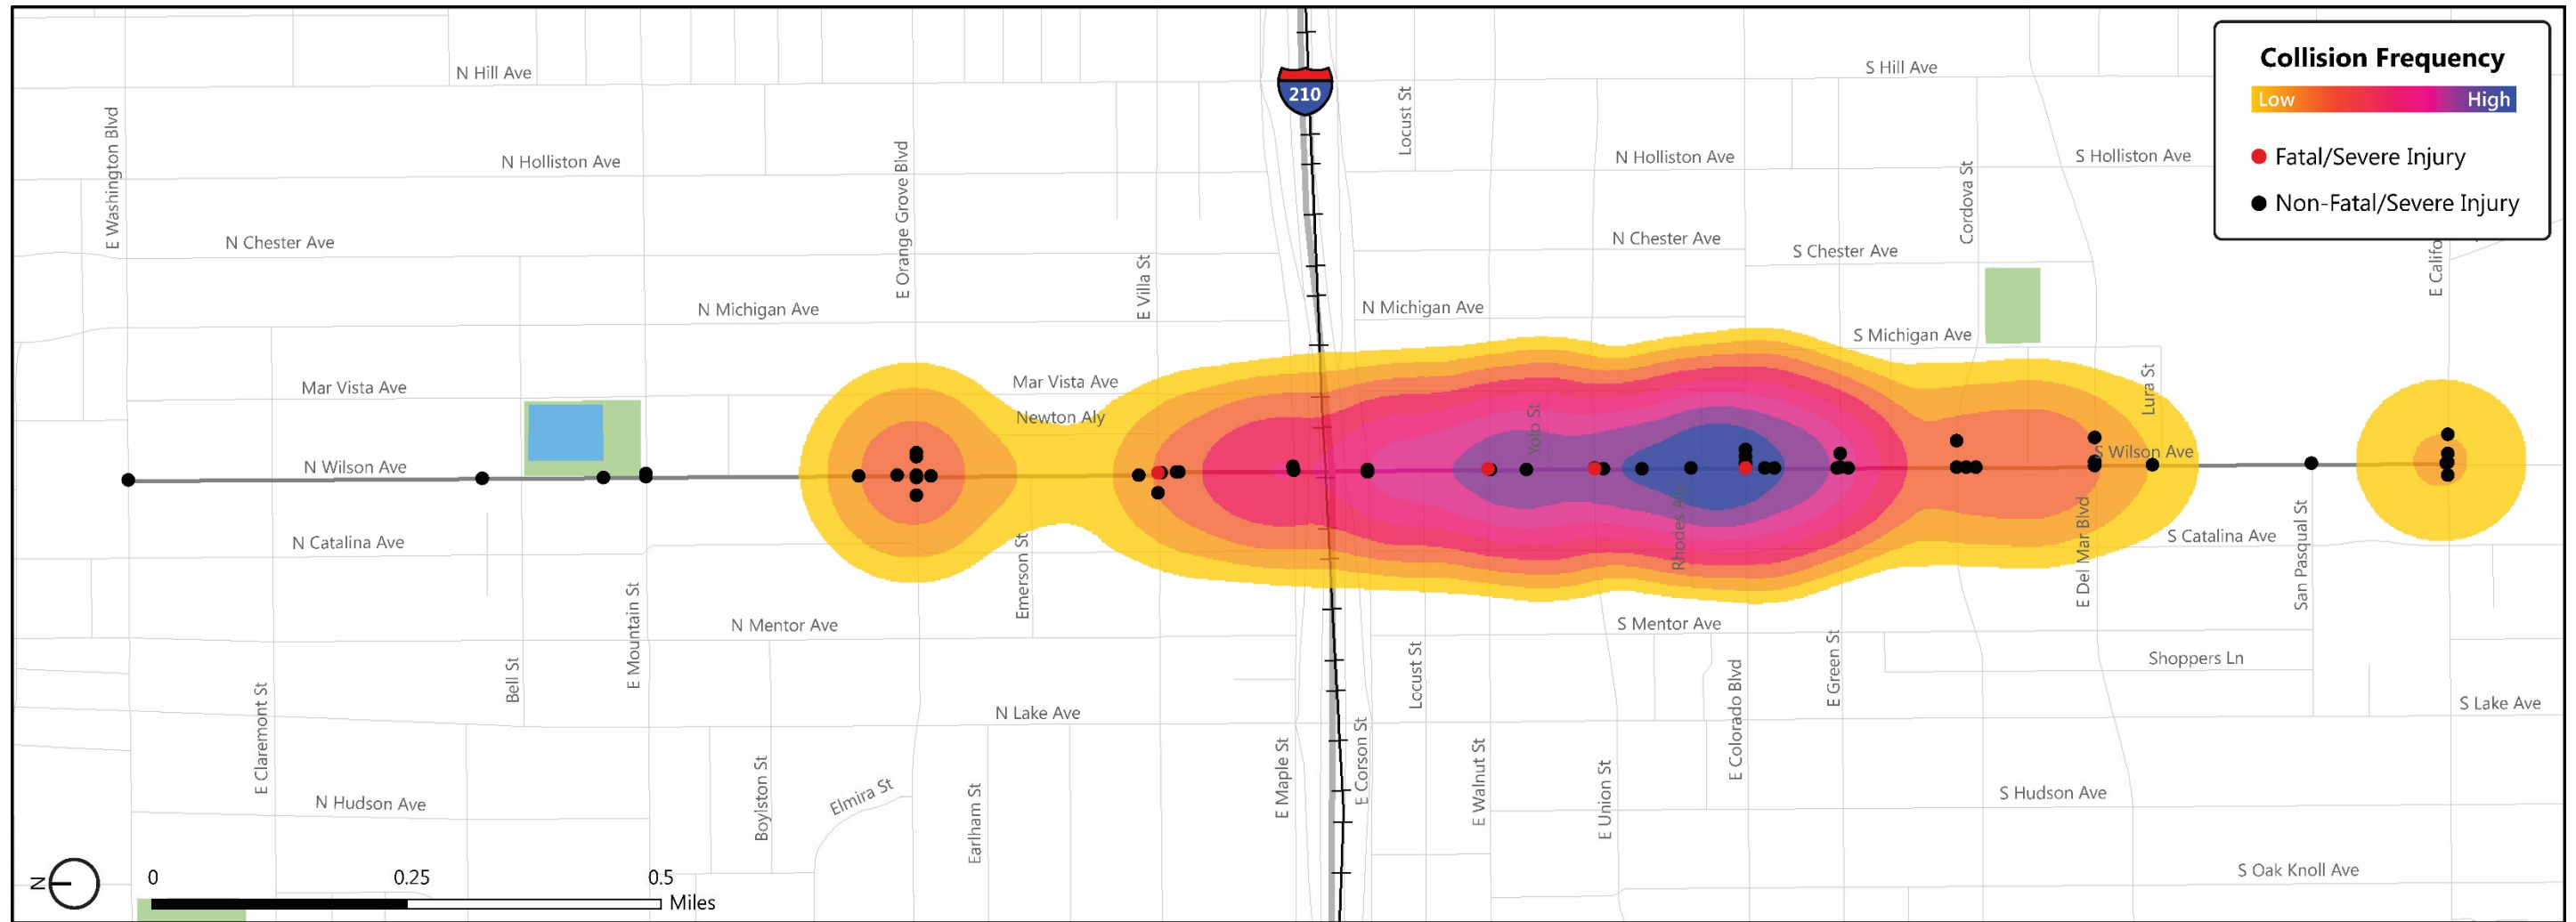 Collision Frequency
Low High
Fatal/Severe Injury
Non-Fatal/Severe Injury
210
N Hill Ave
S Hill Ave
E Washington Blvd
Locust St
N Holliston Ave
E Orange Grove Blvd
N Holliston Ave
S Holliston Ave
Cordova St
N Chester Ave
N Chester Ave
S Chester Ave
E Villa St
E Califo
N Michigan Ave
N Michigan Ave
S Michigan Ave
Mar Vista Ave
Mar Vista Ave
Lura St
Newton Aly
Yolo St
N Wilson Ave
S Wilson Ave
Rhodes Aly
N Catalina Ave
S Catalina Ave
Emerson St
E Del Mar Blvd
San Pasqual St
N Mentor Ave
S Mentor Ave
E Mountain St
Bell St
Locust St
E Green St
Shoppers Ln
E Claremont St
N Lake Ave
S Lake Ave
E Colorado Blvd
Boylston St
E Maple St
E Corson St
E Walnut St
E Union St
Elmira St
Earlham St
N Hudson Ave
S Hudson Ave
S Oak Knoll Ave
N
0 0.25 0.5
Miles